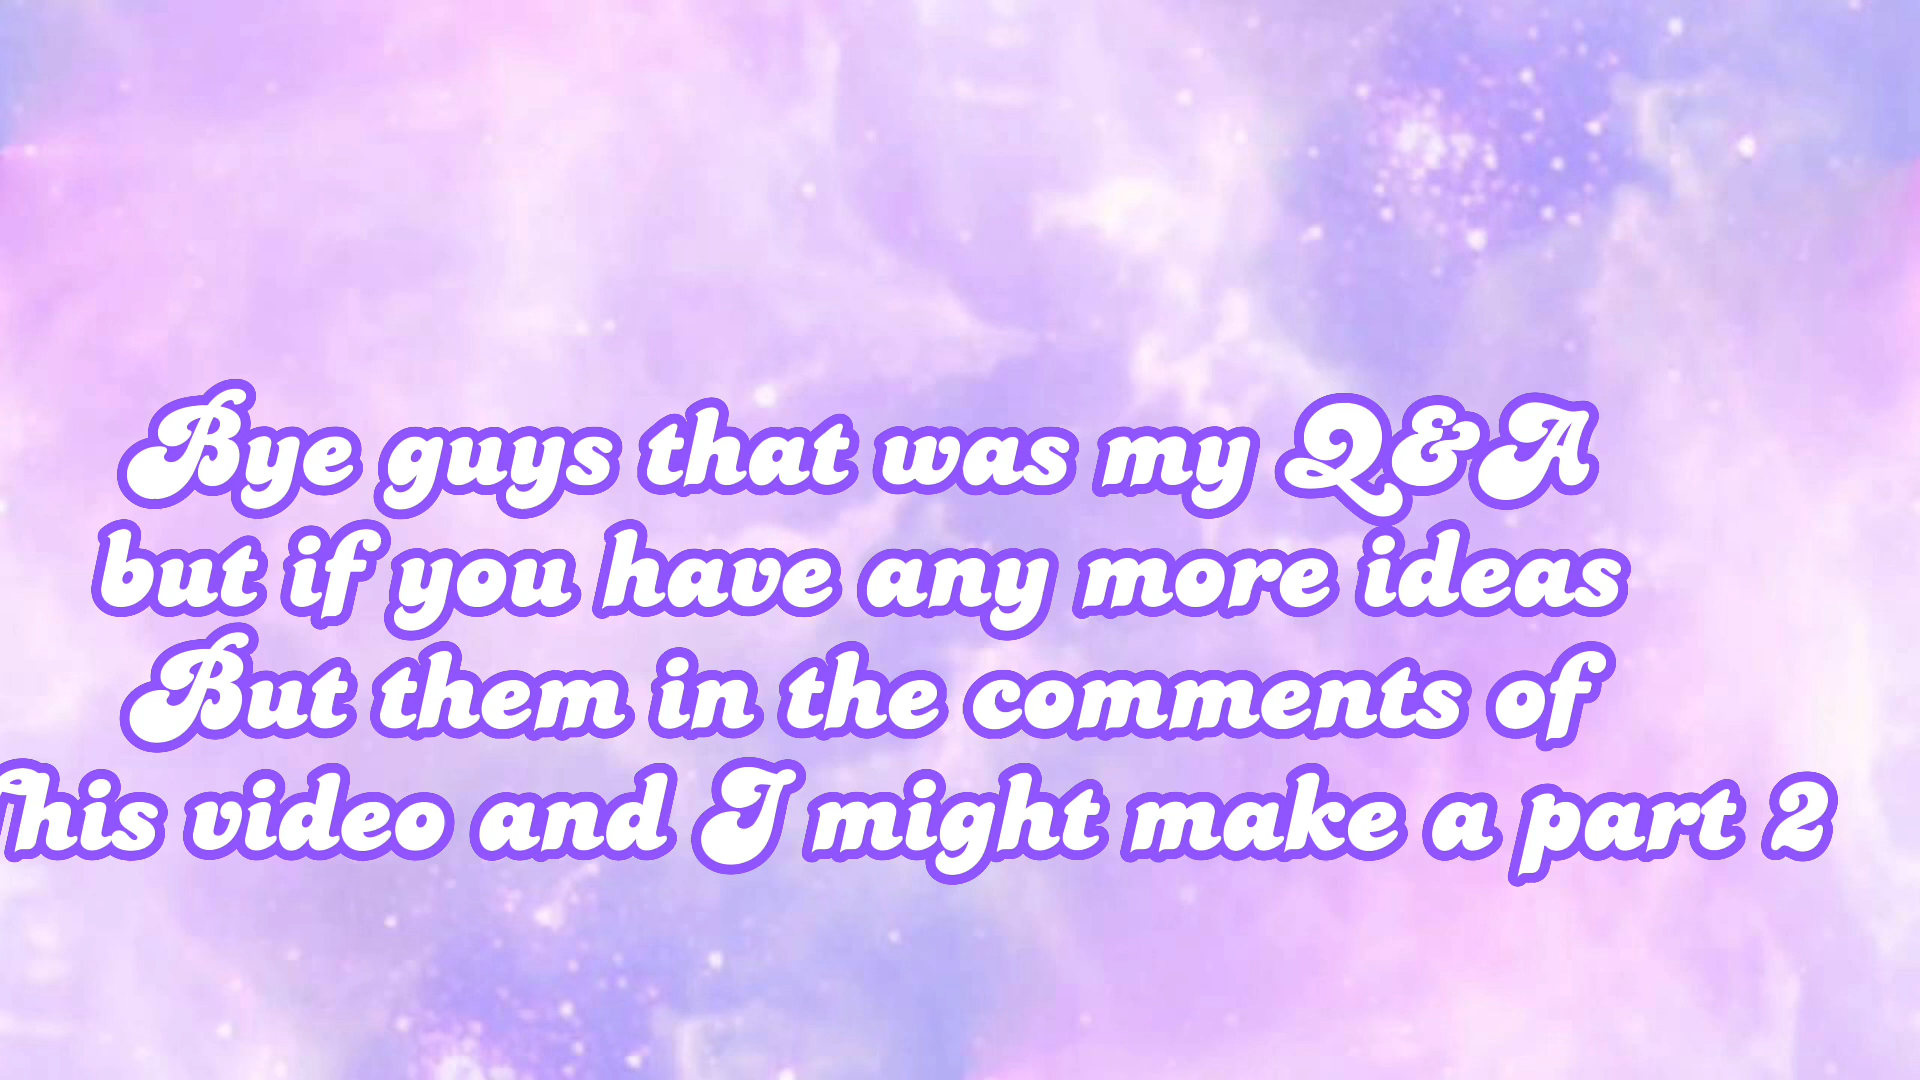 Bye guys that was my Q&A
but if you have any more ideas
But them in the comments of
This video and I might make a part 2